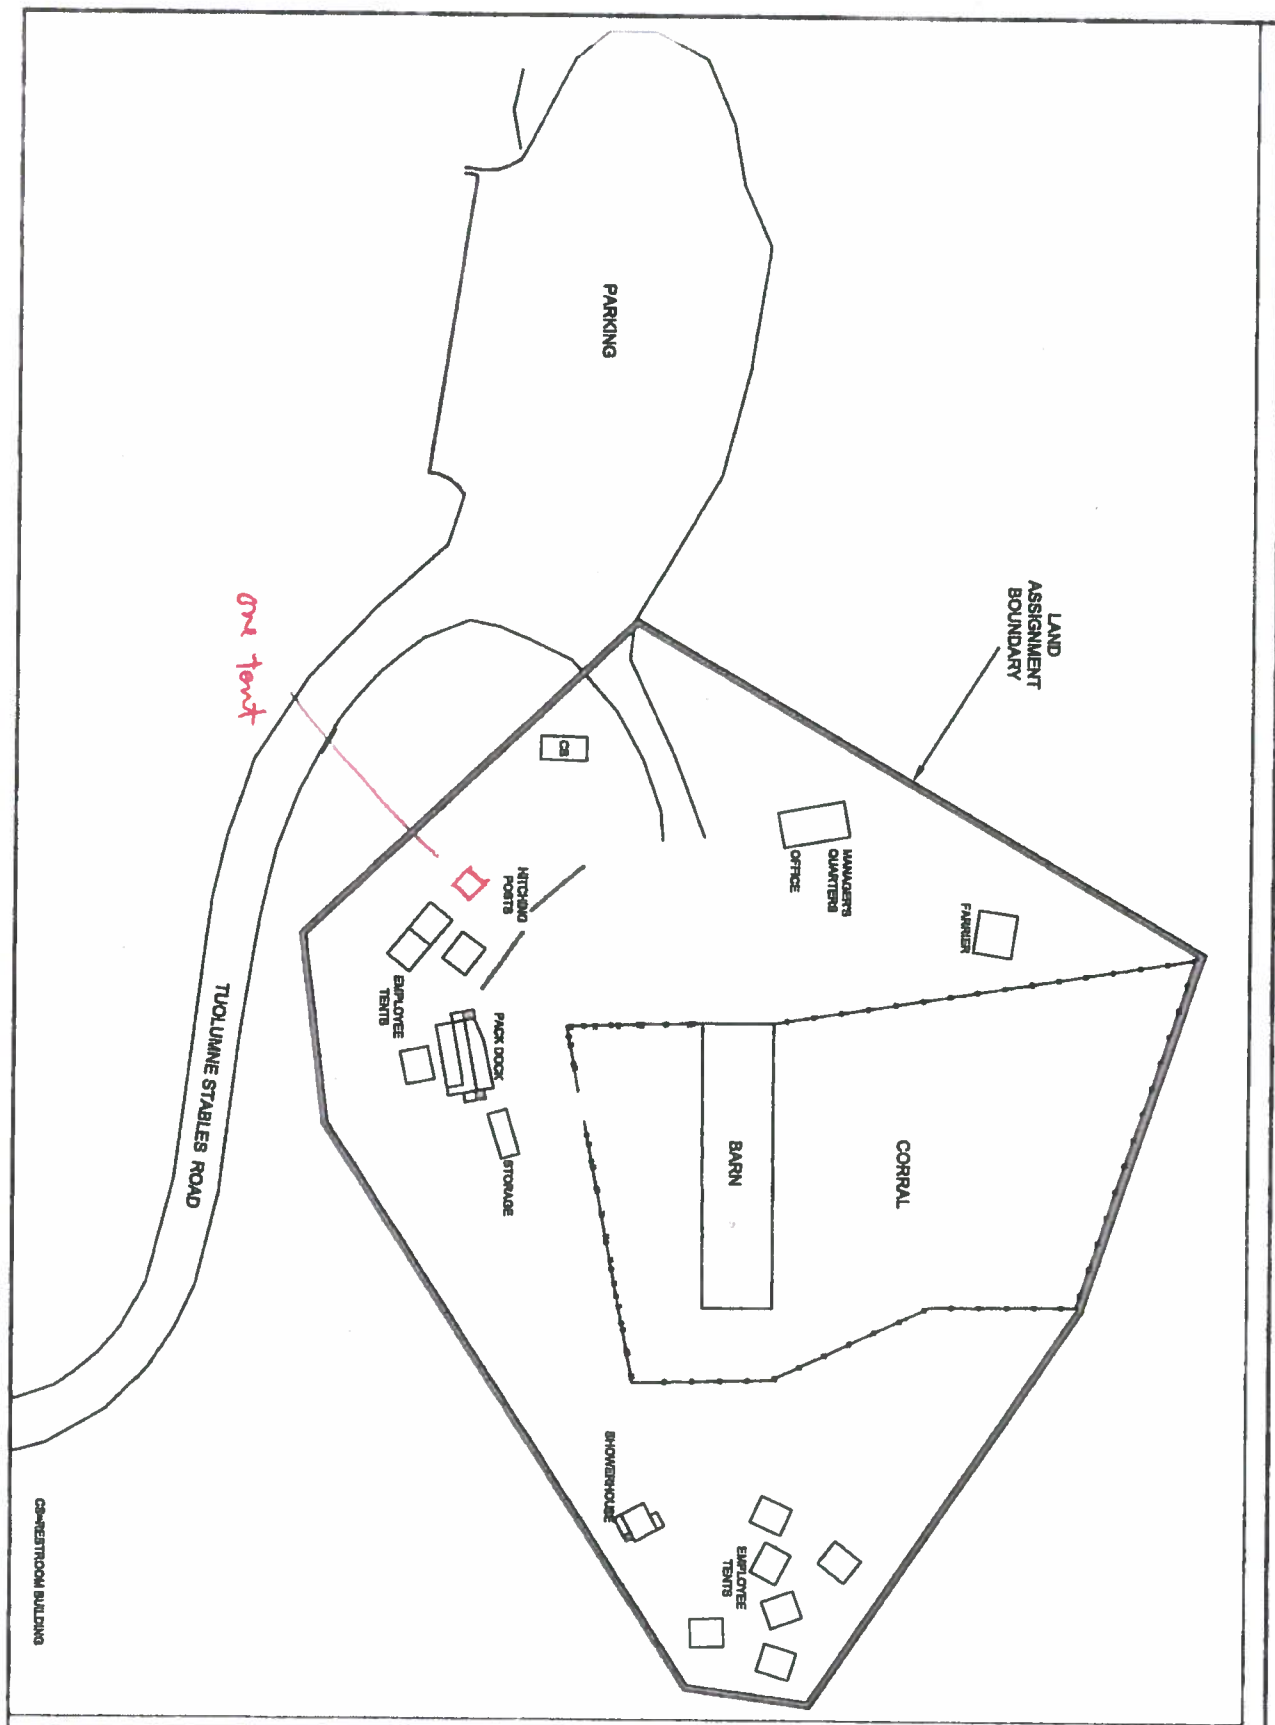 PARKING
LAND
ASSIGNMENT
BOUNDARY
one tent
CB
MANAGER'S
QUARTERS
OFFICE
FARRIER
HITCHING
POSTS
EMPLOYEE
TENTS
PACK DOCK
STORAGE
BARN
CORRAL
TUOLUMNE STABLES ROAD
SHOWERHOUSE
EMPLOYEE
TENTS
CB=RESTROOM BUILDING